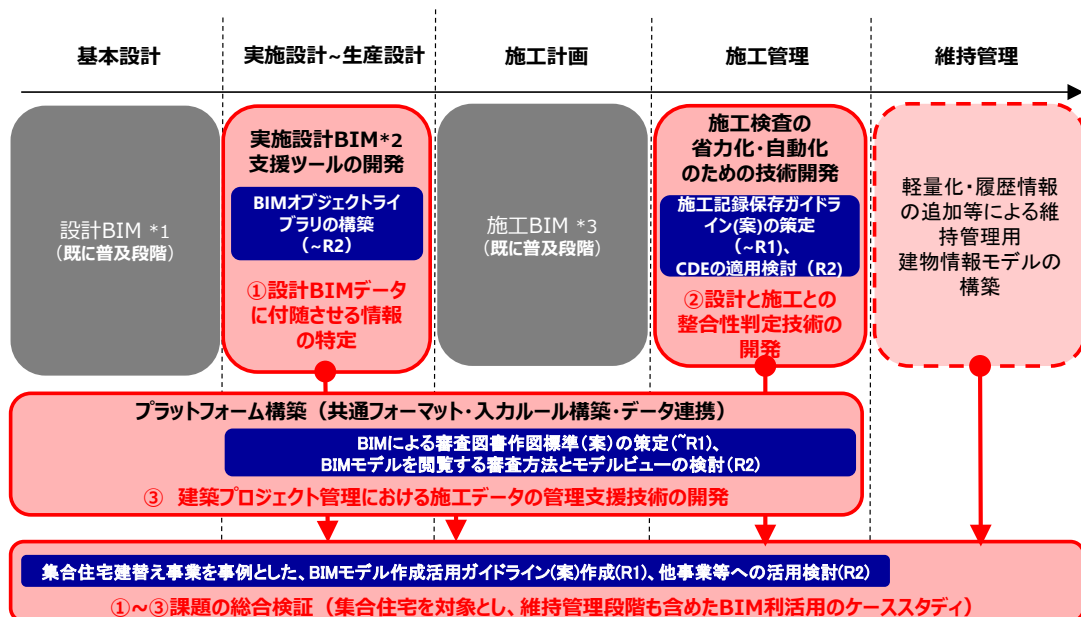 基本設計
実施設計~生産設計
施工計画
施工管理
維持管理
設計BIM *1
(既に普及段階)
実施設計BIM*2
支援ツールの開発
BIMオブジェクトライ
ブラリの構築
(~R2)
①設計BIMデータ
に付随させる情報
の特定
施工BIM *3
(既に普及段階)
施工検査の
省力化・自動化
のための技術開発
施工記録保存ガイドラ
イン(案)の策定
(~R1)、
CDEの適用検討（R2)
②設計と施工との
整合性判定技術の
開発
軽量化・履歴情報
の追加等による維
持管理用
建物情報モデルの
構築
プラットフォーム構築（共通フォーマット・入力ルール構築・データ連携）
BIMによる審査図書作図標準(案)の策定(~R1)、
BIMモデルを閲覧する審査方法とモデルビューの検討(R2)
③ 建築プロジェクト管理における施工データの管理支援技術の開発
集合住宅建替え事業を事例とした、BIMモデル作成活用ガイドライン(案)作成(R1)、他事業等への活用検討(R2)
①～③課題の総合検証（集合住宅を対象とし、維持管理段階も含めたBIM利活用のケーススタディ）